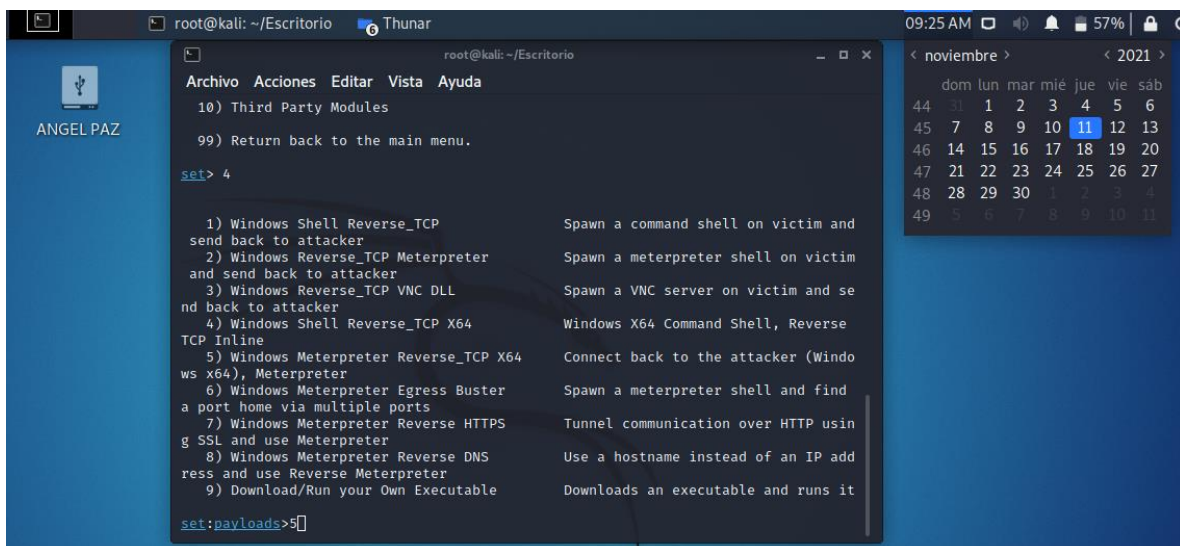 root@kali: ~/Escritorio
6
Thunar
09:25 AM
57%
ANGEL PAZ
root@kali: ~/Escritorio
Archivo Acciones Editar Vista Ayuda
10) Third Party Modules
99) Return back to the main menu.
set> 4
1) Windows Shell Reverse_TCP Spawn a command shell on victim and
send back to attacker
2) Windows Reverse_TCP Meterpreter Spawn a meterpreter shell on victim
and send back to attacker
3) Windows Reverse_TCP VNC DLL Spawn a VNC server on victim and se
nd back to attacker
4) Windows Shell Reverse_TCP X64 Windows X64 Command Shell, Reverse
TCP Inline
5) Windows Meterpreter Reverse_TCP X64 Connect back to the attacker (Windo
ws x64), Meterpreter
6) Windows Meterpreter Egress Buster Spawn a meterpreter shell and find
a port home via multiple ports
7) Windows Meterpreter Reverse HTTPS Tunnel communication over HTTP usin
g SSL and use Meterpreter
8) Windows Meterpreter Reverse DNS Use a hostname instead of an IP add
ress and use Reverse Meterpreter
9) Download/Run your Own Executable Downloads an executable and runs it
set:payloads>5
< noviembre > < 2021 >
dom lun mar mié jue vie sáb
44 31 1 2 3 4 5 6
45 7 8 9 10 11 12 13
46 14 15 16 17 18 19 20
47 21 22 23 24 25 26 27
48 28 29 30 1 2 3 4
49 5 6 7 8 9 10 11